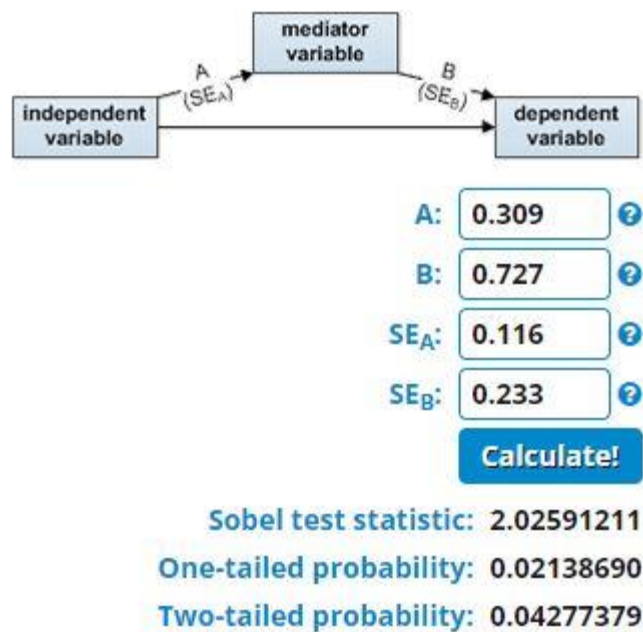 mediator
variable
A
(SEA)
B
(SEB)
independent
variable
dependent
variable
A: 0.309 ?
B: 0.727 ?
SEA: 0.116 ?
SEB: 0.233 ?
Calculate!
Sobel test statistic: 2.02591211
One-tailed probability: 0.02138690
Two-tailed probability: 0.04277379